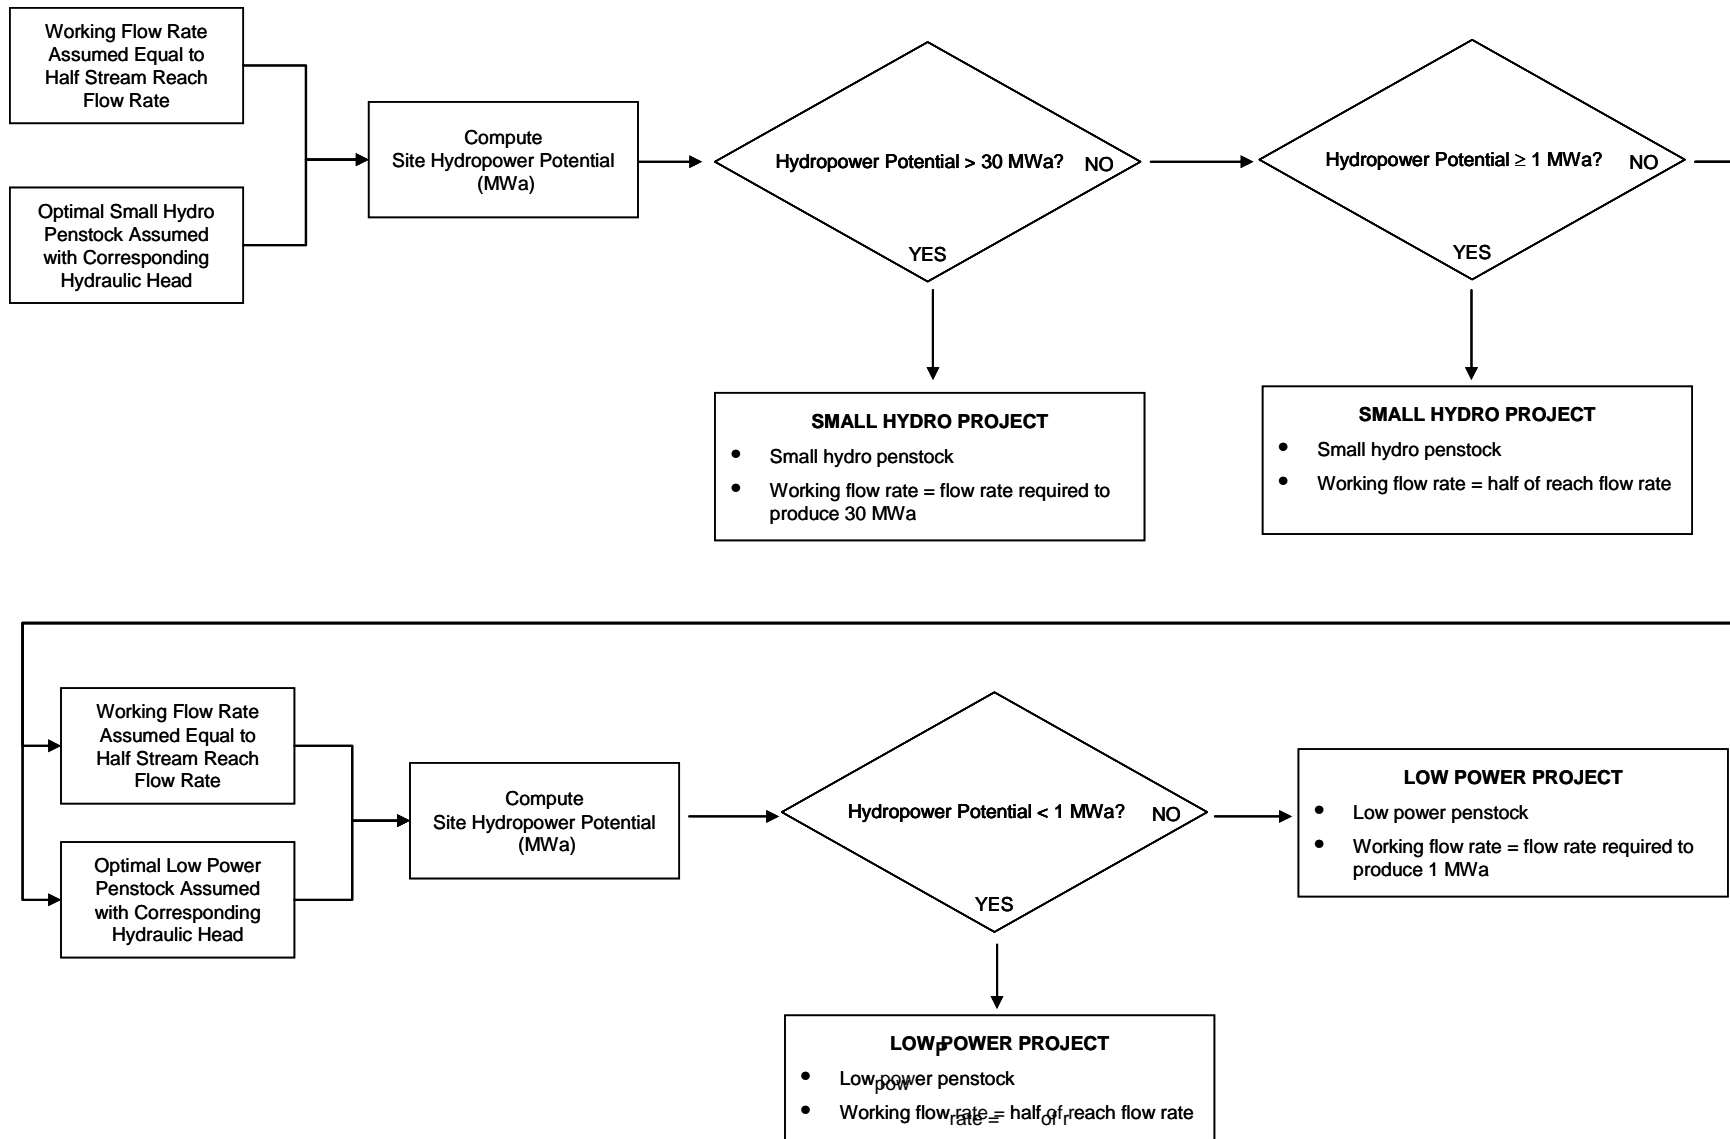 Working Flow Rate
Assumed Equal to
Half Stream Reach
Flow Rate
Optimal Small Hydro
Penstock Assumed
with Corresponding
Hydraulic Head
Compute
Site Hydropower Potential
(MWa)
Hydropower Potential > 30 MWa? NO
YES
Hydropower Potential ≥ 1 MWa? NO
YES
SMALL HYDRO PROJECT
• Small hydro penstock
• Working flow rate = flow rate required to
produce 30 MWa
SMALL HYDRO PROJECT
• Small hydro penstock
• Working flow rate = half of reach flow rate
Working Flow Rate
Assumed Equal to
Half Stream Reach
Flow Rate
Optimal Low Power
Penstock Assumed
with Corresponding
Hydraulic Head
Compute
Site Hydropower Potential
(MWa)
Hydropower Potential < 1 MWa? NO
YES
LOW POWER PROJECT
• Low power penstock
• Working flow rate = flow rate required to
produce 1 MWa
LOW POWER PROJECT
• Low power penstock
• Working flow rate = half of reach flow rate